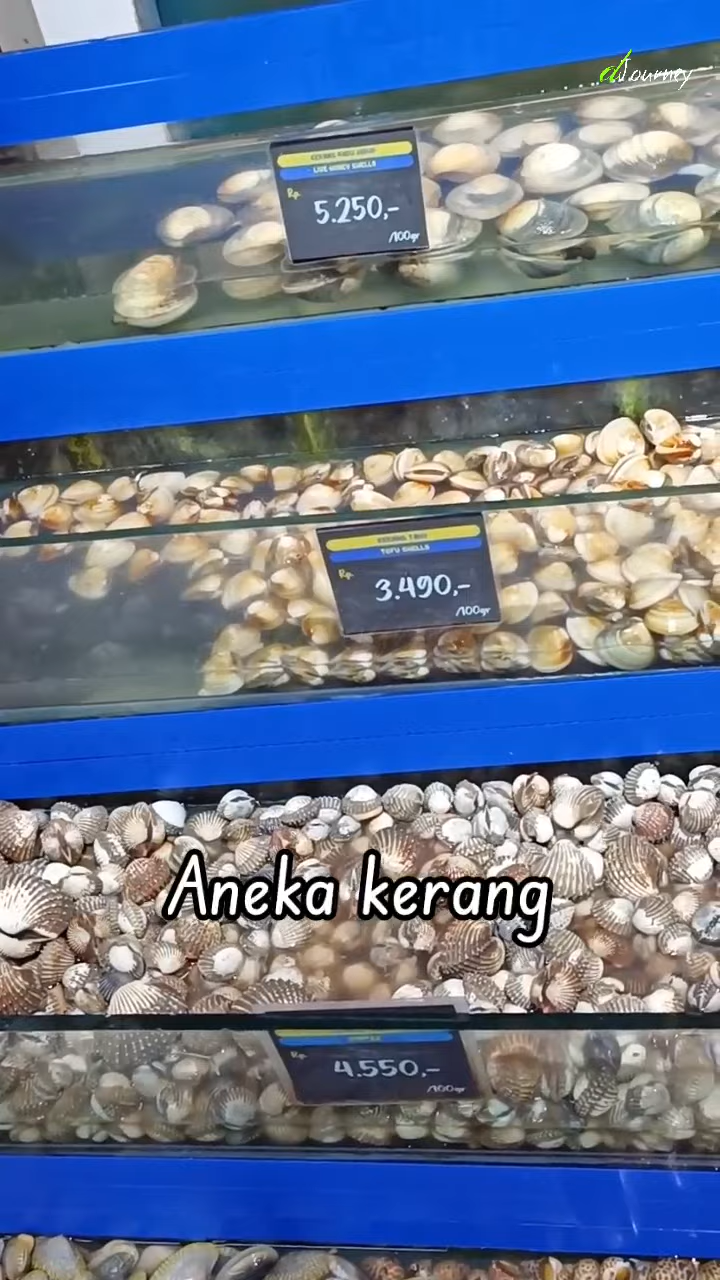 dJourney
KERANG MADU HIDUP
LIVE HONEY SHELLS
Rp.
5.250,-
/100gr
KERANG TAHU
TOFU SHELLS
Rp.
3.490,-
/100gr
Aneka kerang
Rp.
4.550,-
/100gr